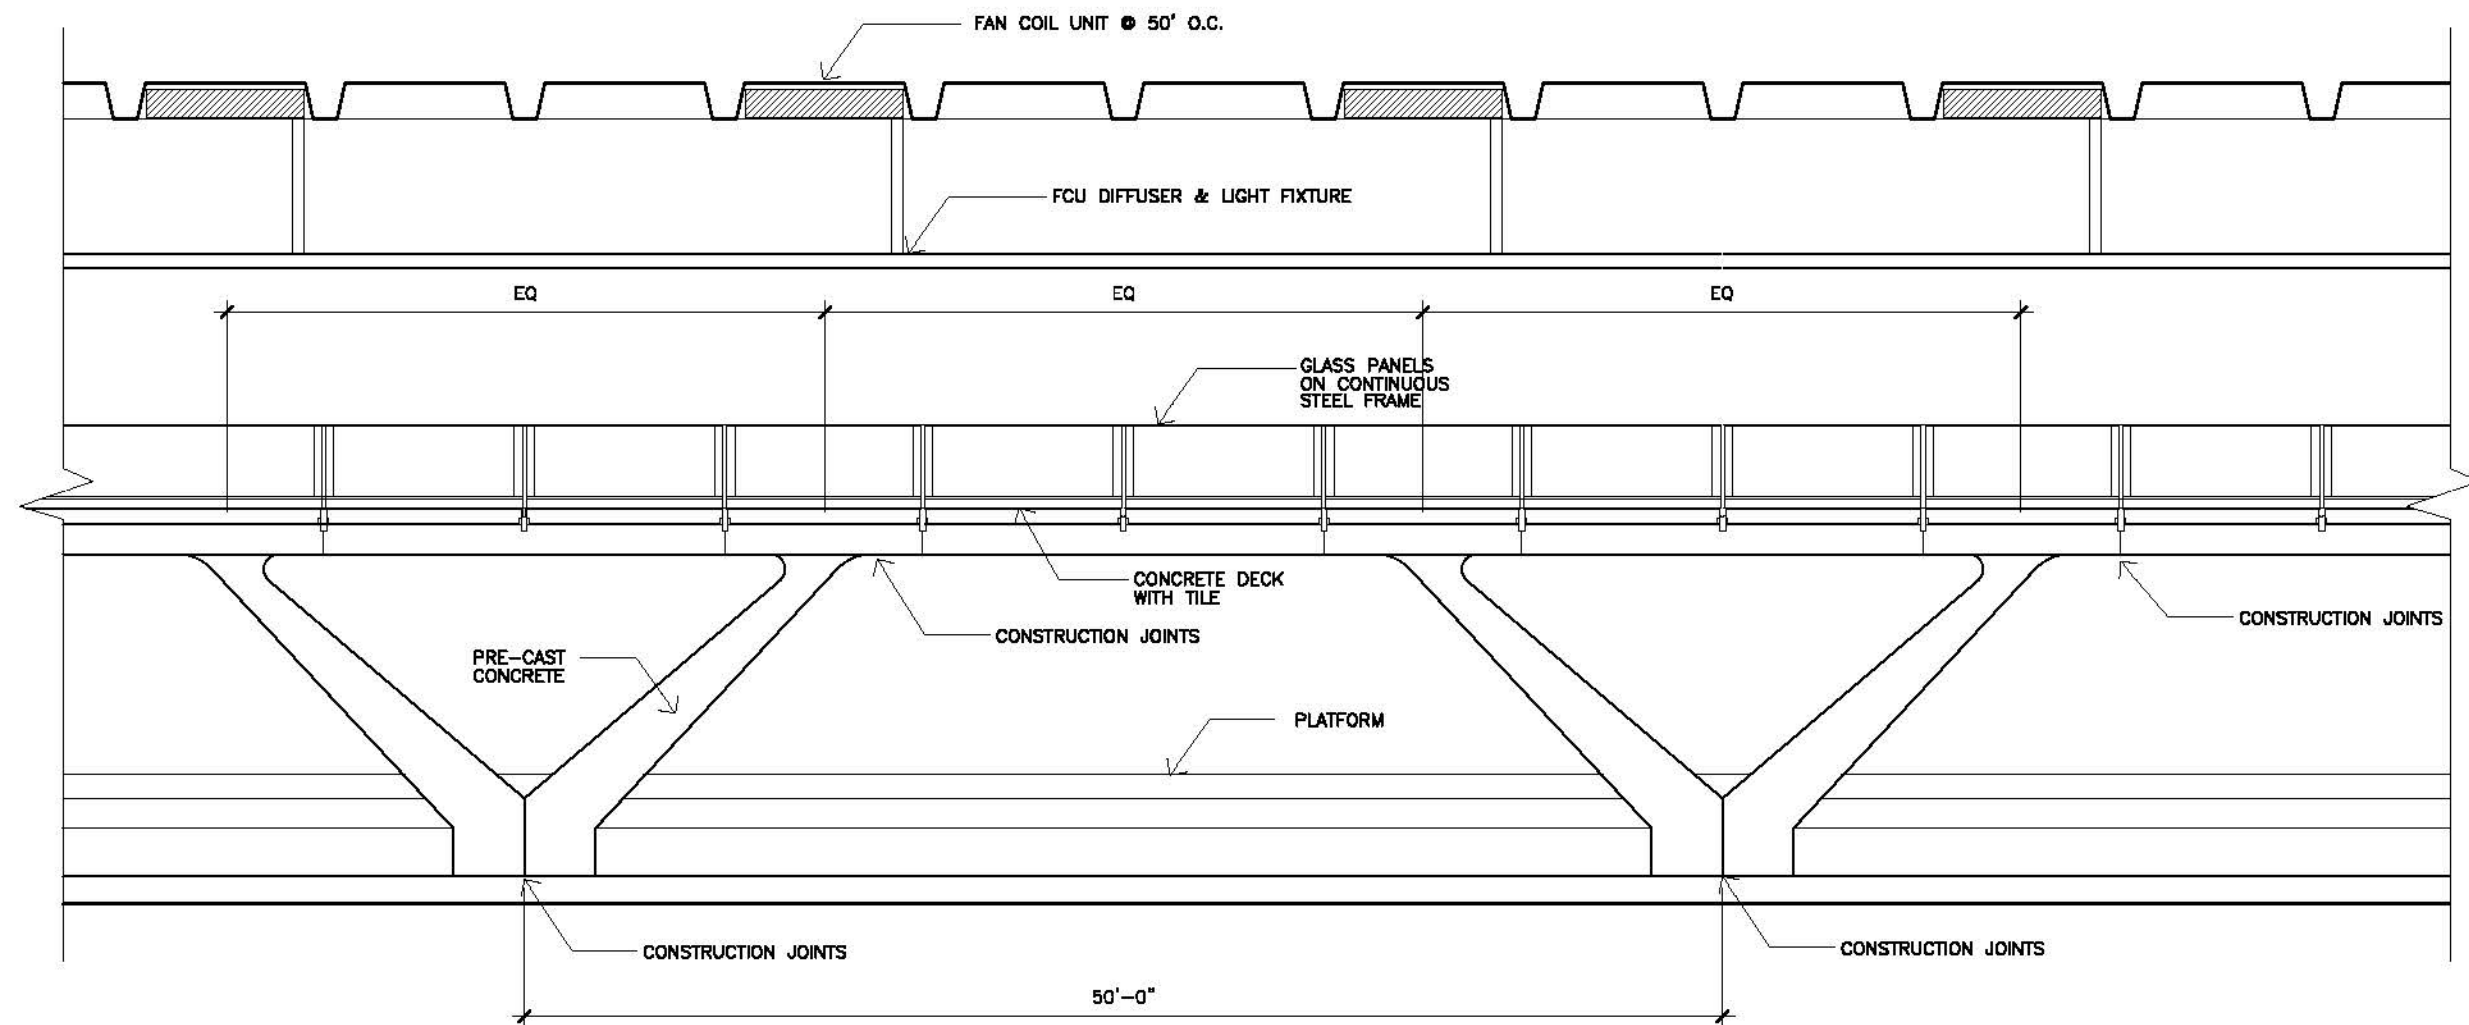 FAN COIL UNIT @ 50' O.C.
FCU DIFFUSER & LIGHT FIXTURE
EQ
EQ
EQ
GLASS PANELS
ON CONTINUOUS
STEEL FRAME
CONCRETE DECK
WITH TILE
CONSTRUCTION JOINTS
CONSTRUCTION JOINTS
PRE-CAST
CONCRETE
PLATFORM
CONSTRUCTION JOINTS
CONSTRUCTION JOINTS
50'-0"